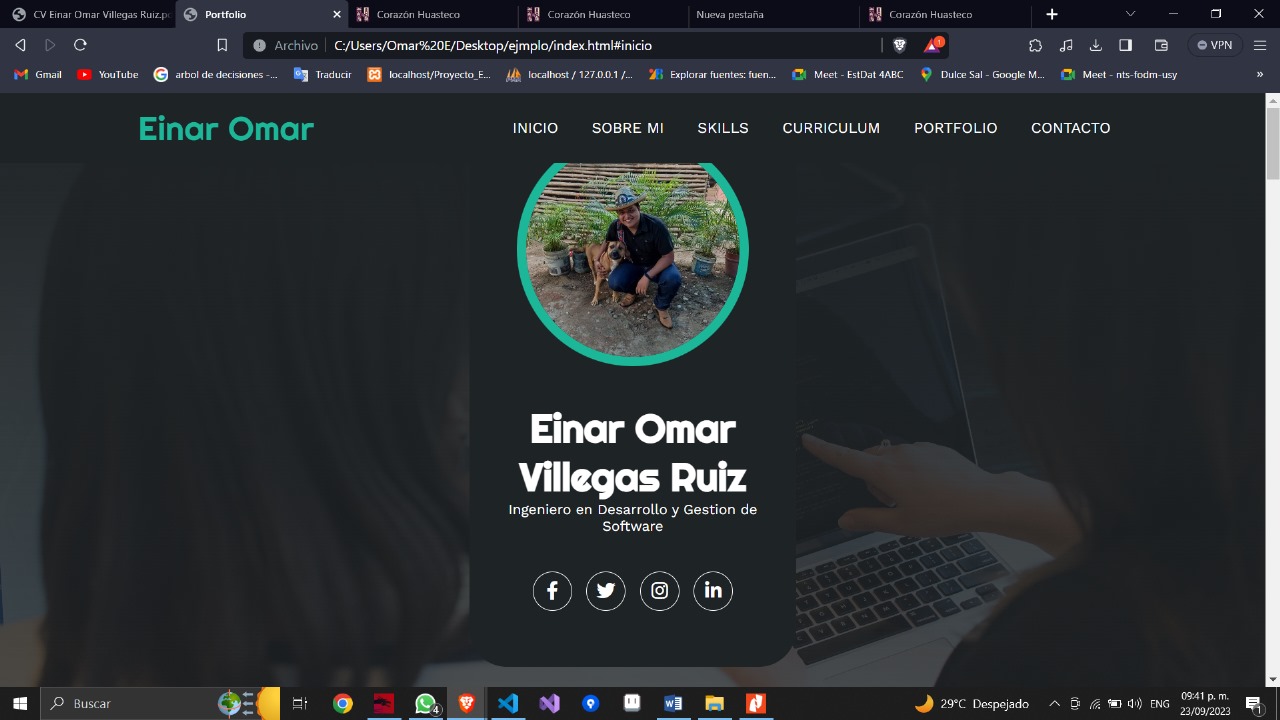 CV Einar Omar Villegas Ruiz.p
Portfolio
Corazón Huasteco
Corazón Huasteco
Nueva pestaña
Corazón Huasteco
Archivo
C:/Users/Omar%20E/Desktop/ejmplo/index.html#inicio
1
VPN
Gmail
YouTube
arbol de decisiones -...
Traducir
localhost/Proyecto_E...
localhost / 127.0.0.1 /...
Explorar fuentes: fuen...
Meet - EstDat 4ABC
Dulce Sal - Google M...
Meet - nts-fodm-usy
»
Einar Omar
INICIO
SOBRE MI
SKILLS
CURRICULUM
PORTFOLIO
CONTACTO
Einar Omar
Villegas Ruiz
Ingeniero en Desarrollo y Gestion de
Software
Buscar
4
29°C Despejado
ENG
09:41 p. m.
23/09/2023
1